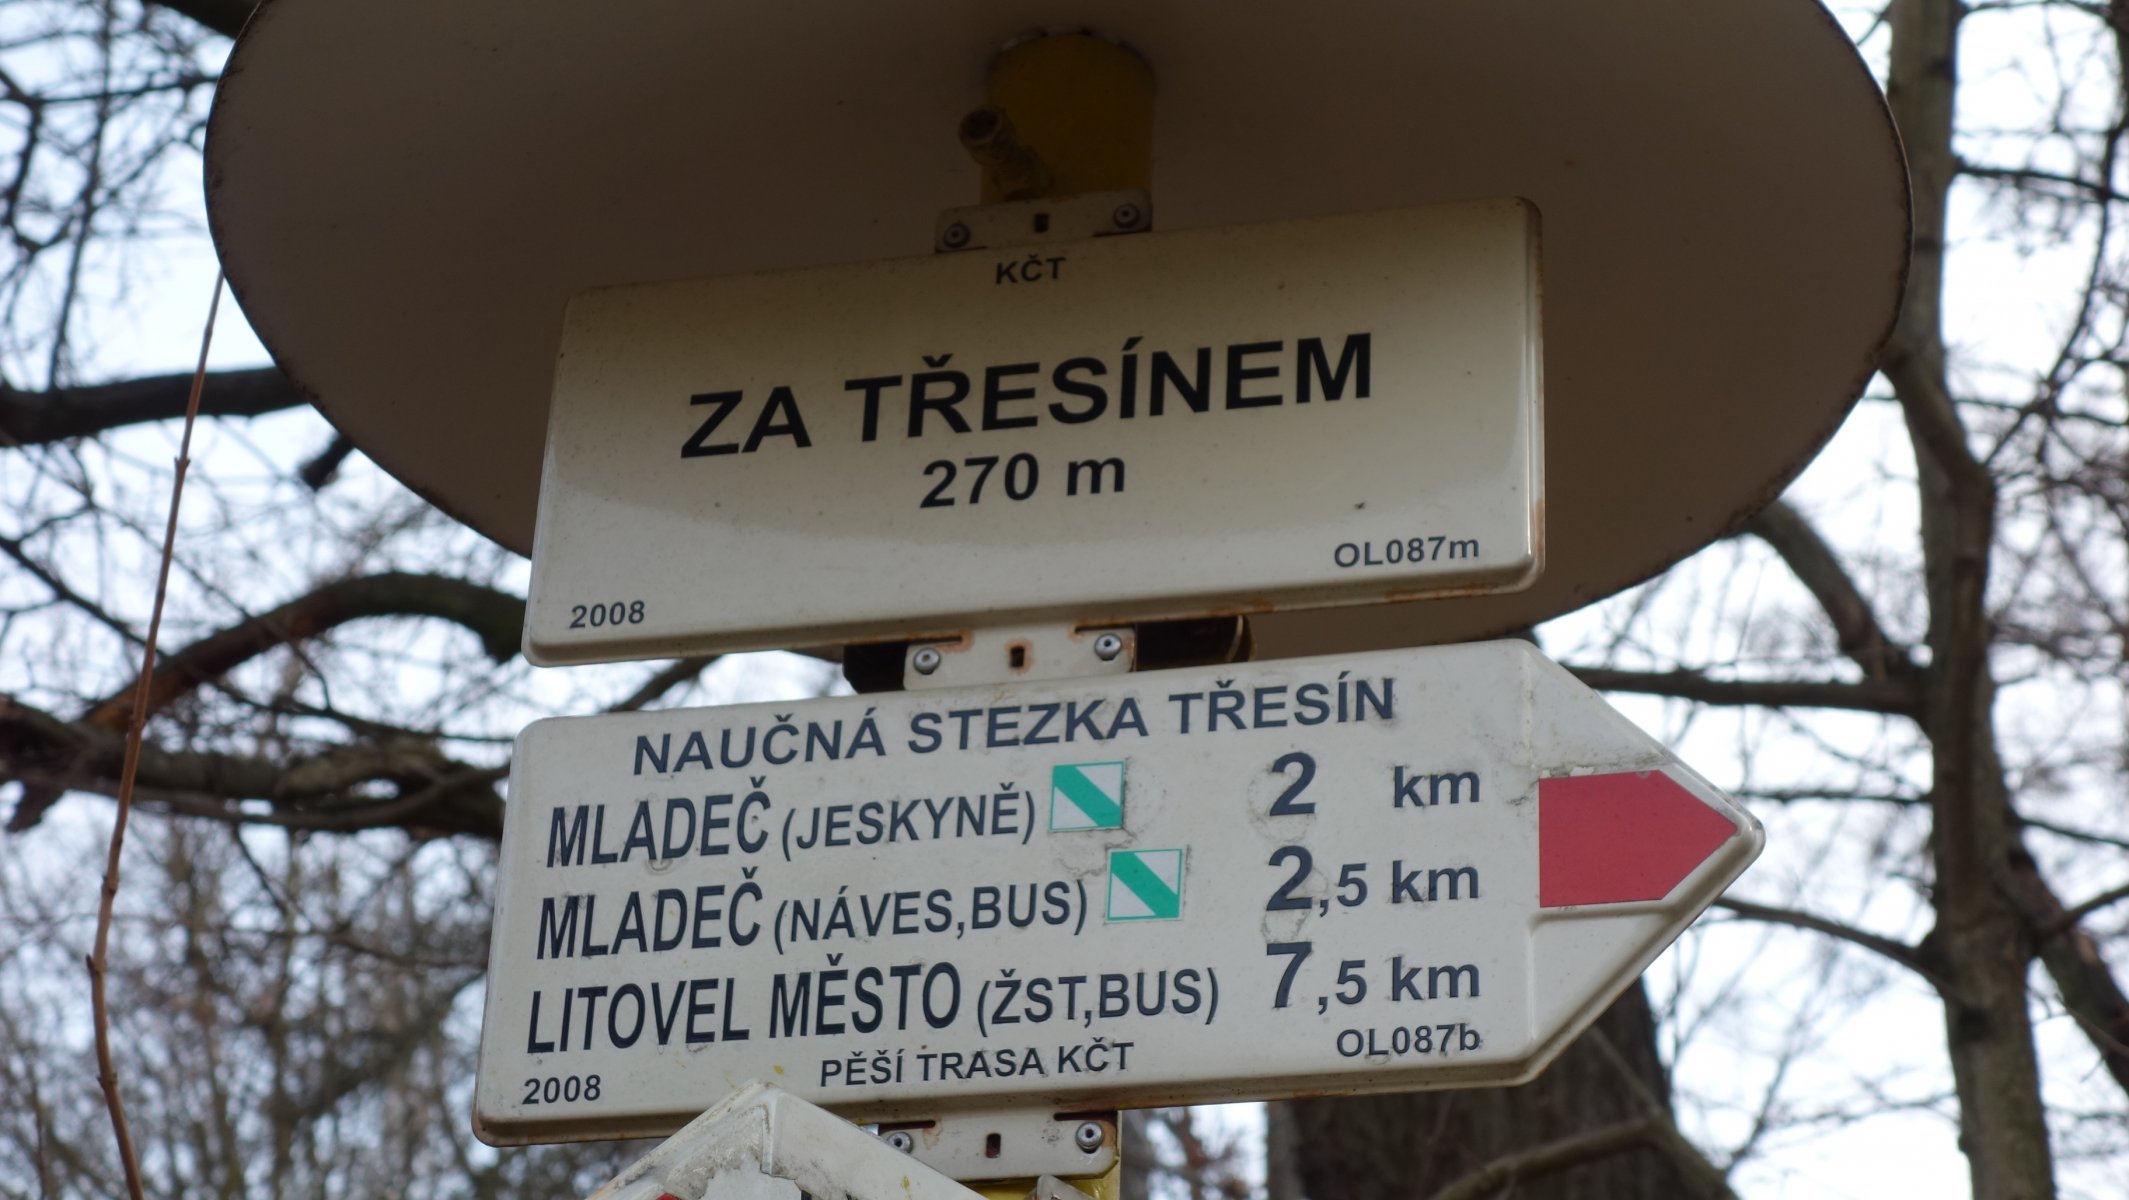 KČT
ZA TŘESÍNEM
270 m
OL087m
2008
NAUČNÁ STEZKA TŘESÍN
MLADEČ (JESKYNĚ) 2 km
MLADEČ (NÁVES,BUS) 2,5 km
LITOVEL MĚSTO (ŽST,BUS) 7,5 km
OL087b
2008 PĚŠÍ TRASA KČT